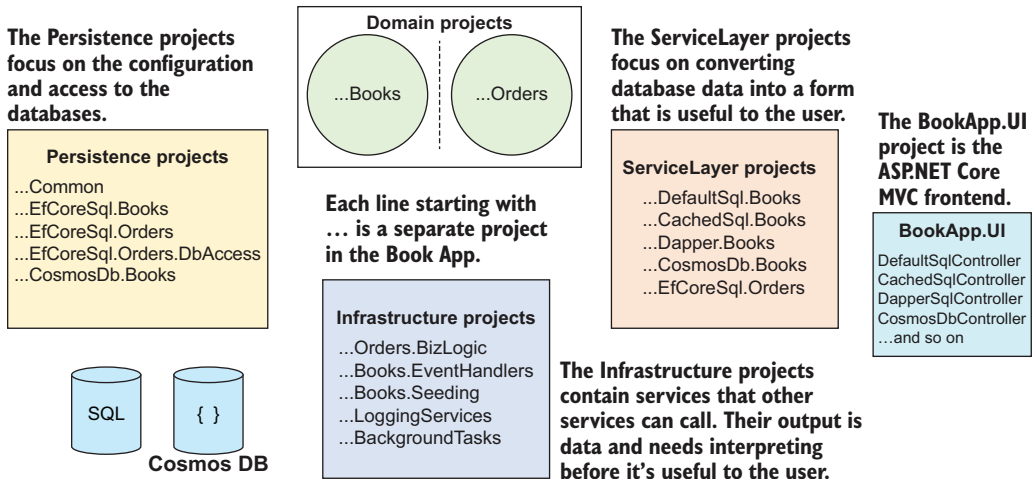 The Persistence projects
focus on the configuration
and access to the
databases.
Persistence projects
...Common
...EfCoreSql.Books
...EfCoreSql.Orders
...EfCoreSql.Orders.DbAccess
...CosmosDb.Books
SQL
{ }
Cosmos DB
Domain projects
...Books
...Orders
Each line starting with
... is a separate project
in the Book App.
Infrastructure projects
...Orders.BizLogic
...Books.EventHandlers
...Books.Seeding
...LoggingServices
...BackgroundTasks
The ServiceLayer projects
focus on converting
database data into a form
that is useful to the user.
ServiceLayer projects
...DefaultSql.Books
...CachedSql.Books
...Dapper.Books
...CosmosDb.Books
...EfCoreSql.Orders
The Infrastructure projects
contain services that other
services can call. Their output is
data and needs interpreting
before it’s useful to the user.
The BookApp.UI
project is the
ASP.NET Core
MVC frontend.
BookApp.UI
DefaultSqlController
CachedSqlController
DapperSqlController
CosmosDbController
…and so on